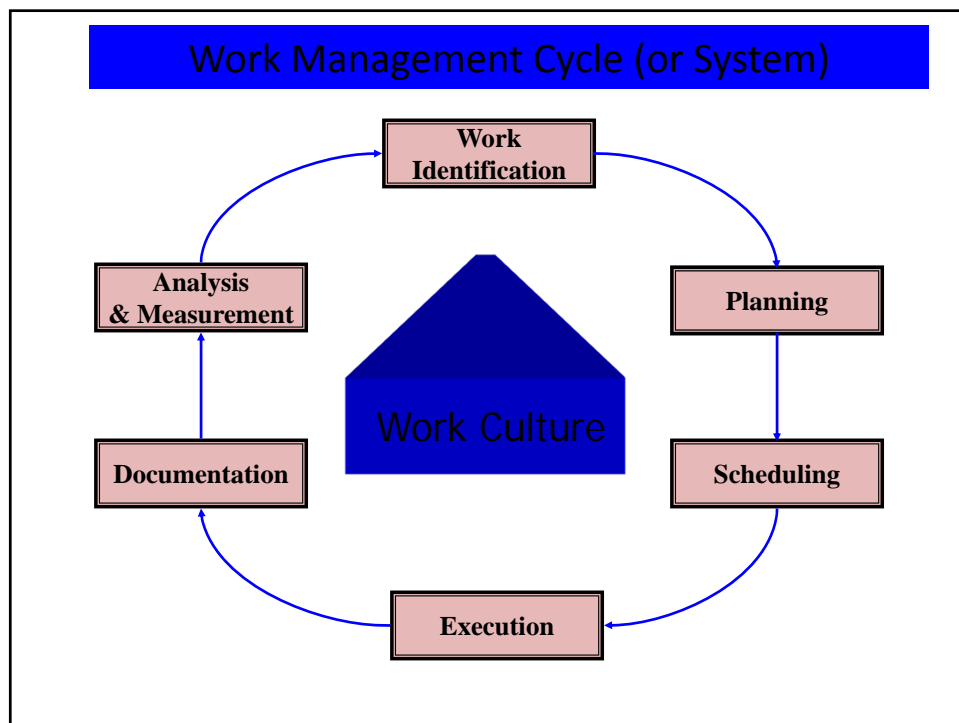 Work Management Cycle (or System)
Work
Identification
Analysis
& Measurement
Planning
Work Culture
Documentation
Scheduling
Execution